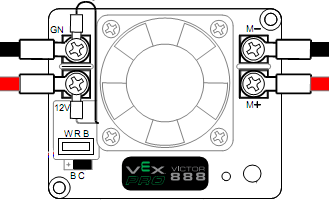 GN
M−
12V
M+
W R B
B C
VEX PRO
VICTOR 888